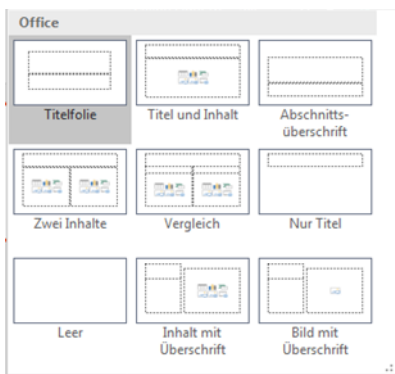 Office
Titelfolie
Titel und Inhalt
Abschnitts-
überschrift
Zwei Inhalte
Vergleich
Nur Titel
Leer
Inhalt mit
Überschrift
Bild mit
Überschrift